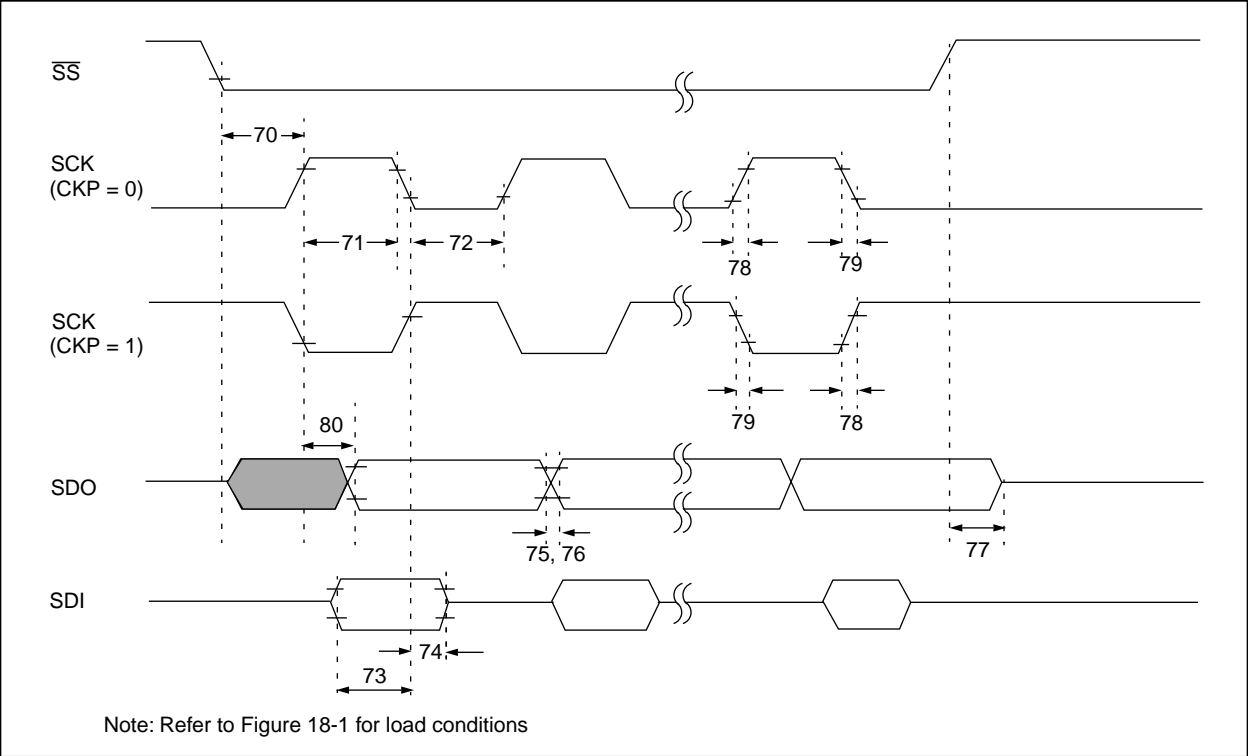 SS
70
SCK
(CKP = 0)
71
72
78
79
SCK
(CKP = 1)
79
78
80
SDO
75, 76
77
SDI
74
73
Note: Refer to Figure 18-1 for load conditions